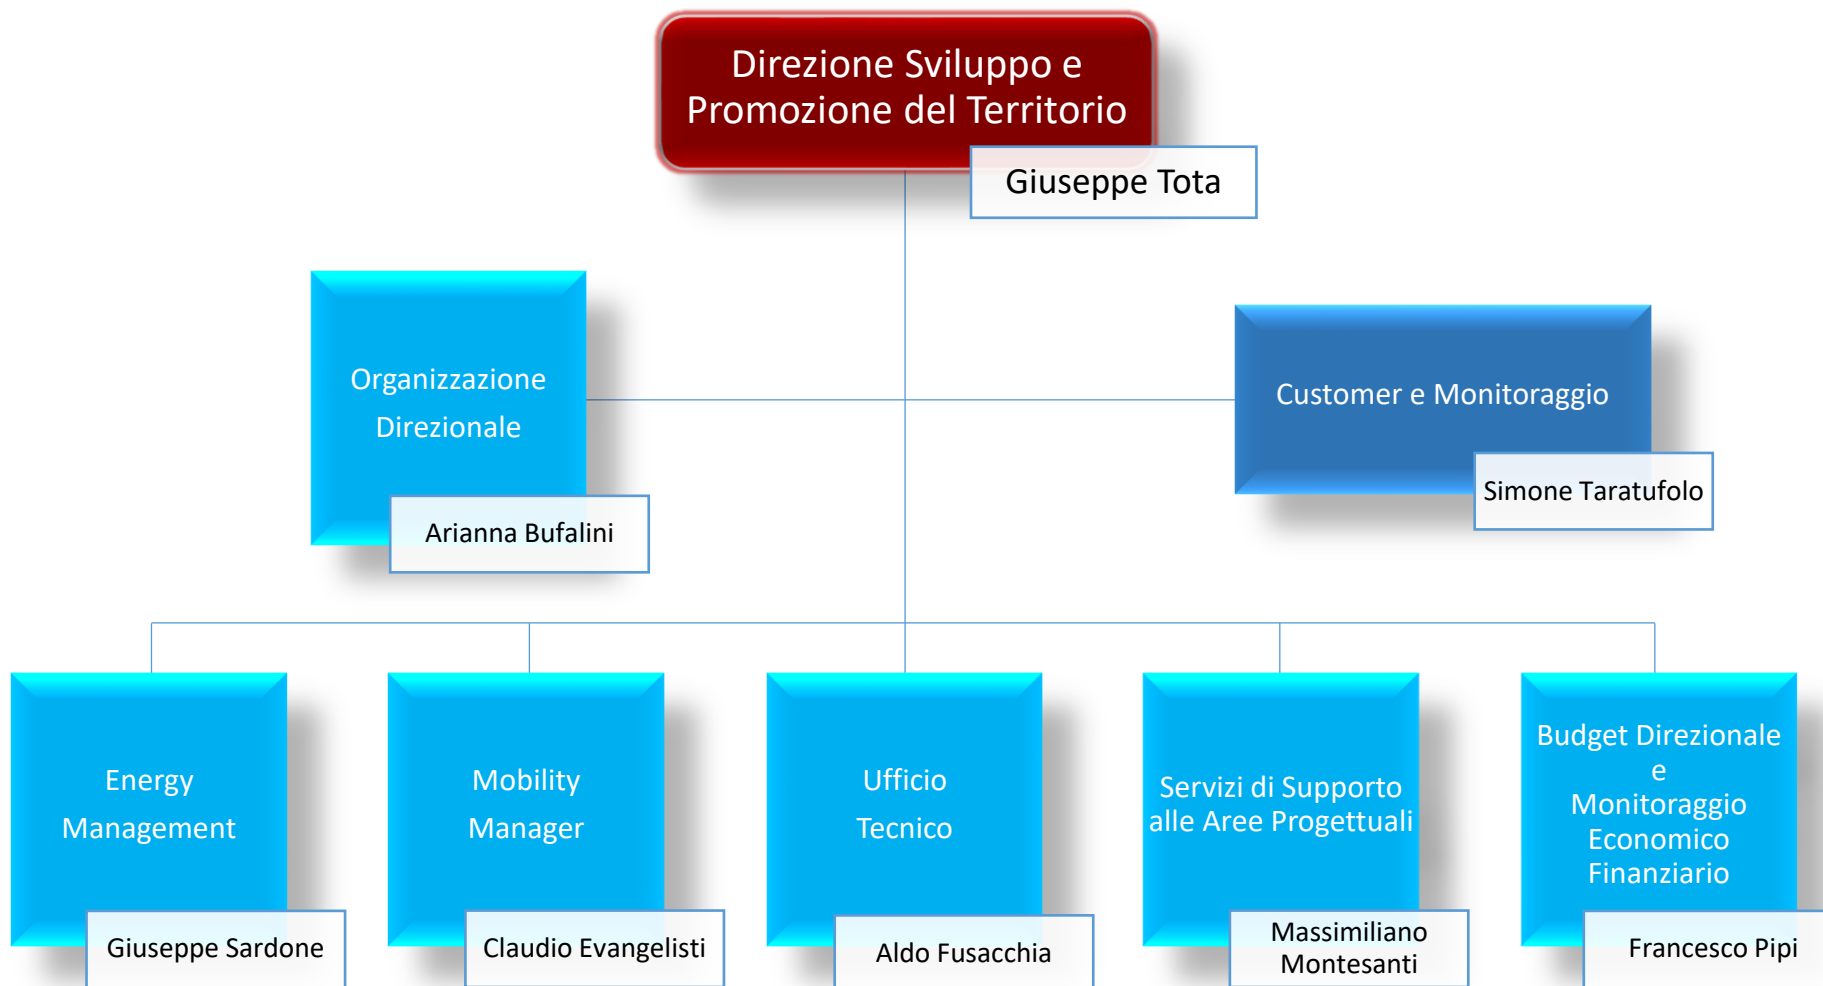 Direzione Sviluppo e
Promozione del Territorio
Giuseppe Tota
Organizzazione
Direzionale
Arianna Bufalini
Customer e Monitoraggio
Simone Taratufolo
Energy
Management
Giuseppe Sardone
Mobility
Manager
Claudio Evangelisti
Ufficio
Tecnico
Aldo Fusacchia
Servizi di Supporto
alle Aree Progettuali
Massimiliano
Montesanti
Budget Direzionale
e
Monitoraggio
Economico
Finanziario
Francesco Pipi